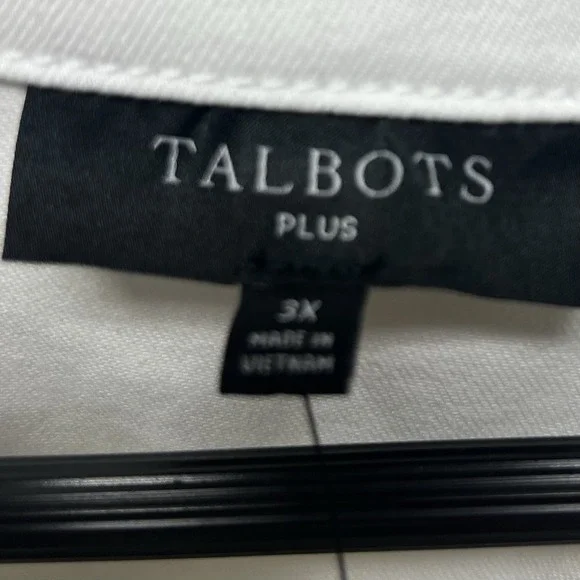 TALBOTS
PLUS
3X
MADE IN
VIETNAM